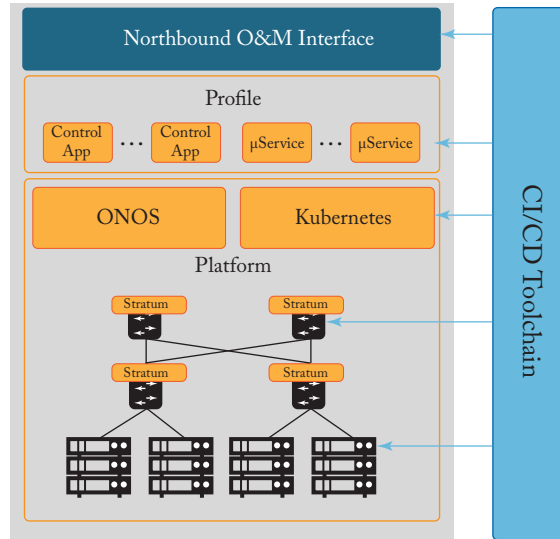 Northbound O&M Interface
Profile
Control
App
...
Control
App
μService
...
μService
ONOS
Kubernetes
Platform
Stratum
Stratum
Stratum
Stratum
CI/CD Toolchain